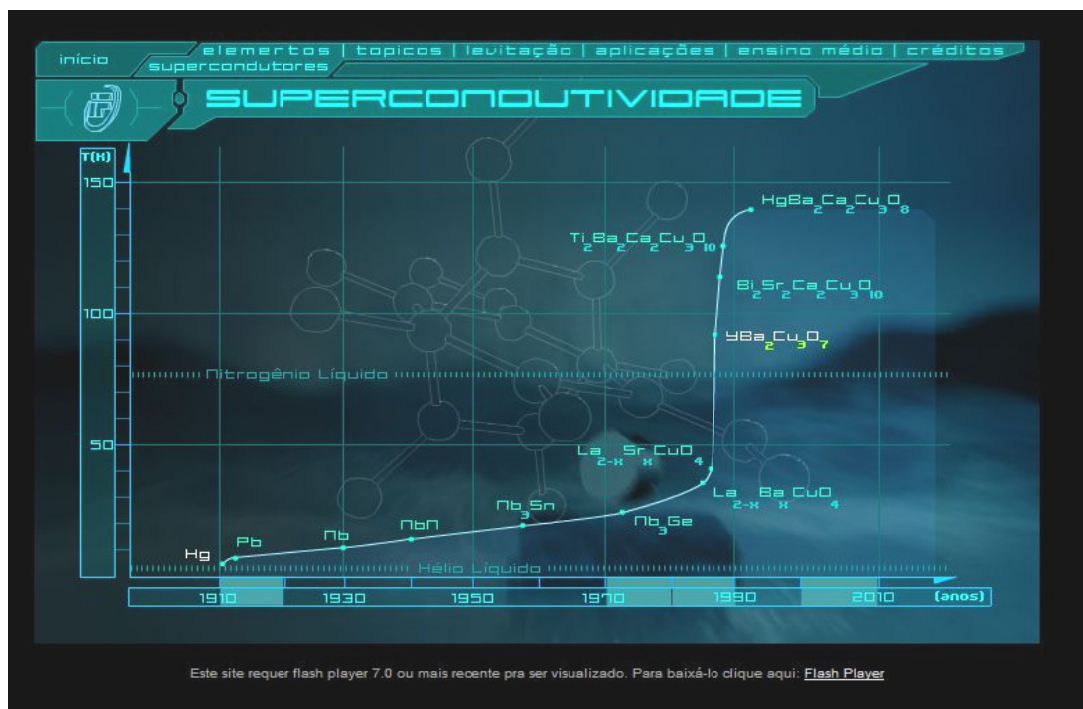 início
elementos | topicos | levitação | aplicações | ensino médio | créditos
supercondutores
SUPERCONDUTIVIDADE
T(K)
150
HgBa2Ca2Cu3O8
Ti2Ba2Ca2Cu3O10
Bi2Sr2Ca2Cu3O10
100
YBa2Cu3O7
Nitrogênio Líquido
50
La2-xSrxCuO4
La2-xBaxCuO4
Nb3Sn
Nb3Ge
NbN
Nb
Pb
Hg
Hélio Líquido
1910 1930 1950 1970 1990 2010 (anos)
Este site requer flash player 7.0 ou mais recente pra ser visualizado. Para baixá-lo clique aqui: Flash Player